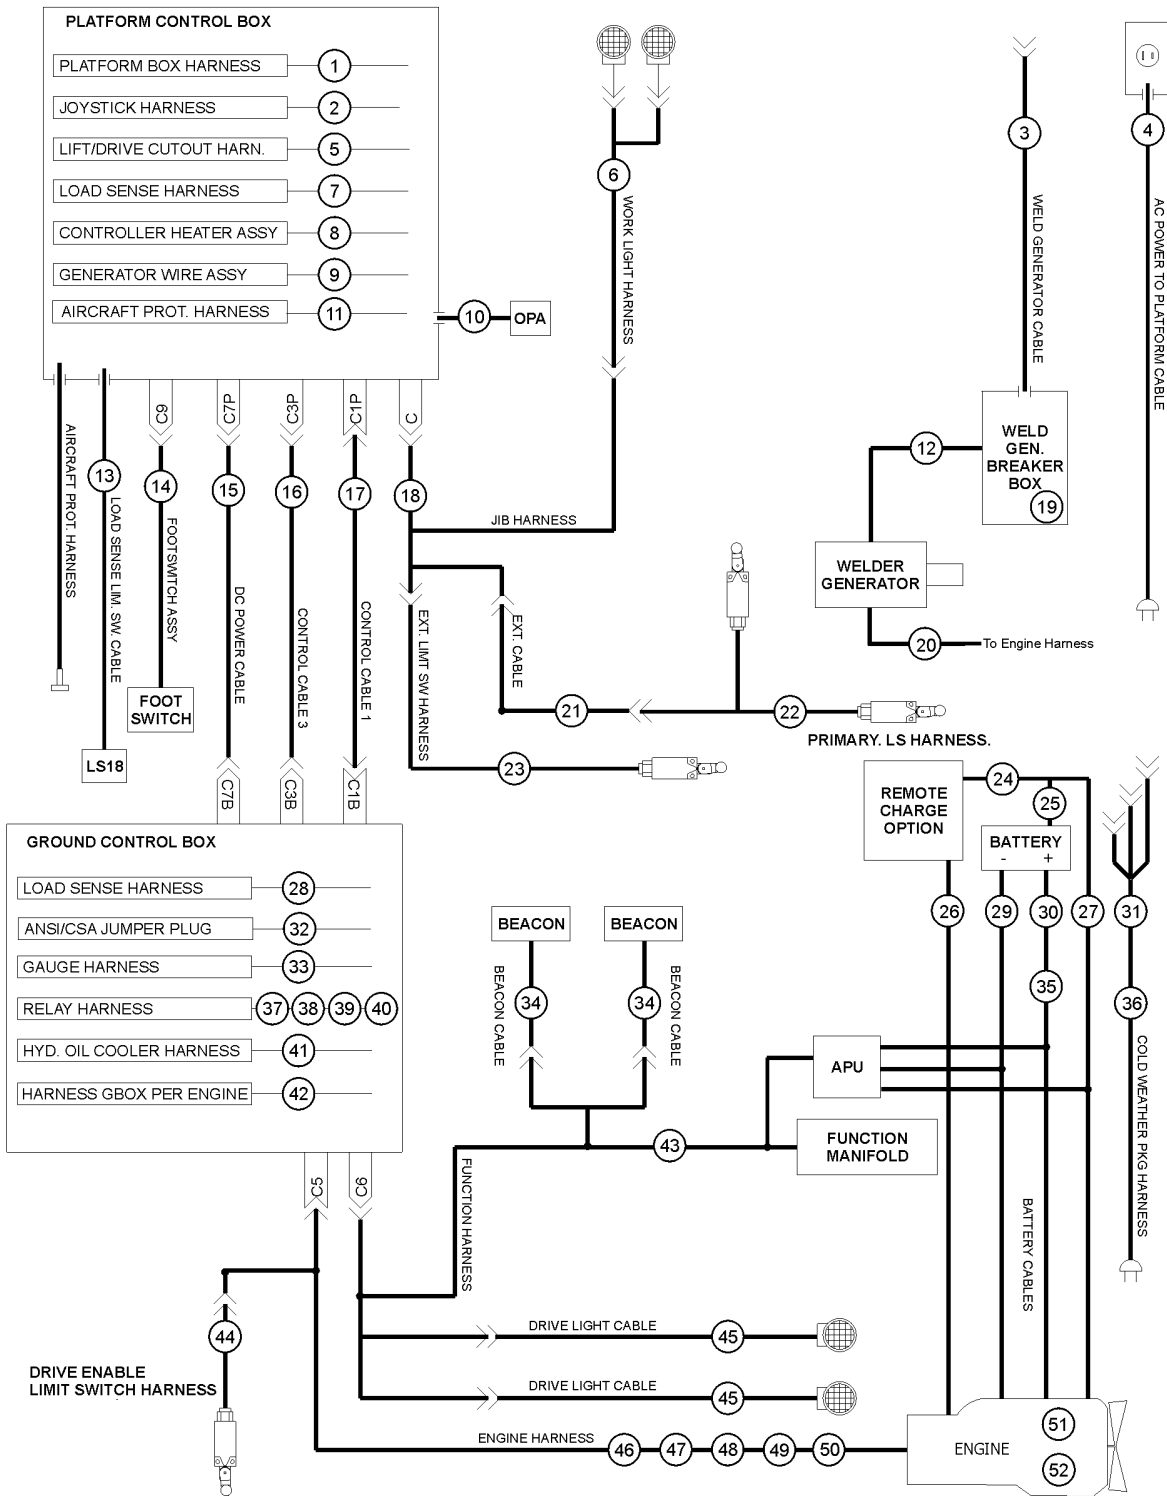 PLATFORM CONTROL BOX
PLATFORM BOX HARNESS 1
JOYSTICK HARNESS 2
LIFT/DRIVE CUTOUT HARN. 5
LOAD SENSE HARNESS 7
CONTROLLER HEATER ASSY 8
GENERATOR WIRE ASSY 9
AIRCRAFT PROT. HARNESS 11
10
OPA
6
WORK LIGHT HARNESS
3
WELD GENERATOR CABLE
4
AC POWER TO PLATFORM CABLE
C9
C7P
C3P
C1P
C
AIRCRAFT PROT. HARNESS
13
LOAD SENSE LIM. SW. CABLE
LS18
14
FOOTSWITCH ASSY
FOOT
SWITCH
15
DC POWER CABLE
16
CONTROL CABLE 3
17
CONTROL CABLE 1
18
JIB HARNESS
EXT. LIMT SW HARNESS
EXT. CABLE
12
WELD
GEN.
BREAKER
BOX
19
WELDER
GENERATOR
20
To Engine Harness
21
22
PRIMARY. LS HARNESS.
23
C7B
C3B
C1B
GROUND CONTROL BOX
LOAD SENSE HARNESS 28
ANSI/CSA JUMPER PLUG 32
GAUGE HARNESS 33
RELAY HARNESS 37 38 39 40
HYD. OIL COOLER HARNESS 41
HARNESS GBOX PER ENGINE 42
C5
C6
REMOTE
CHARGE
OPTION
24
25
BATTERY
- +
26
29
30
27
31
35
36
COLD WEATHER PKG HARNESS
BEACON
BEACON
BEACON CABLE
34
34
BEACON CABLE
APU
43
FUNCTION
MANIFOLD
FUNCTION HARNESS
BATTERY CABLES
44
DRIVE ENABLE
LIMIT SWITCH HARNESS
DRIVE LIGHT CABLE
45
DRIVE LIGHT CABLE
45
ENGINE HARNESS
46 47 48 49 50
ENGINE
51
52